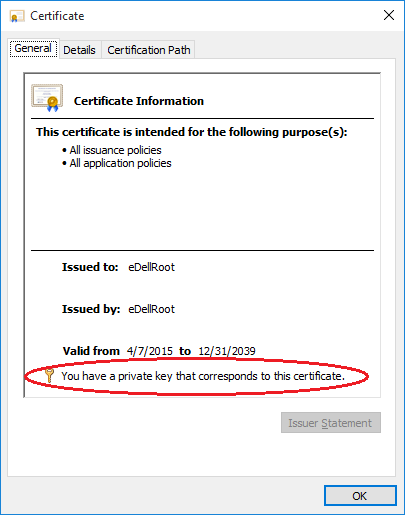 Certificate
General
Details
Certification Path
Certificate Information
This certificate is intended for the following purpose(s):
• All issuance policies
• All application policies
Issued to: eDellRoot
Issued by: eDellRoot
Valid from 4/7/2015 to 12/31/2039
You have a private key that corresponds to this certificate.
Issuer Statement
OK